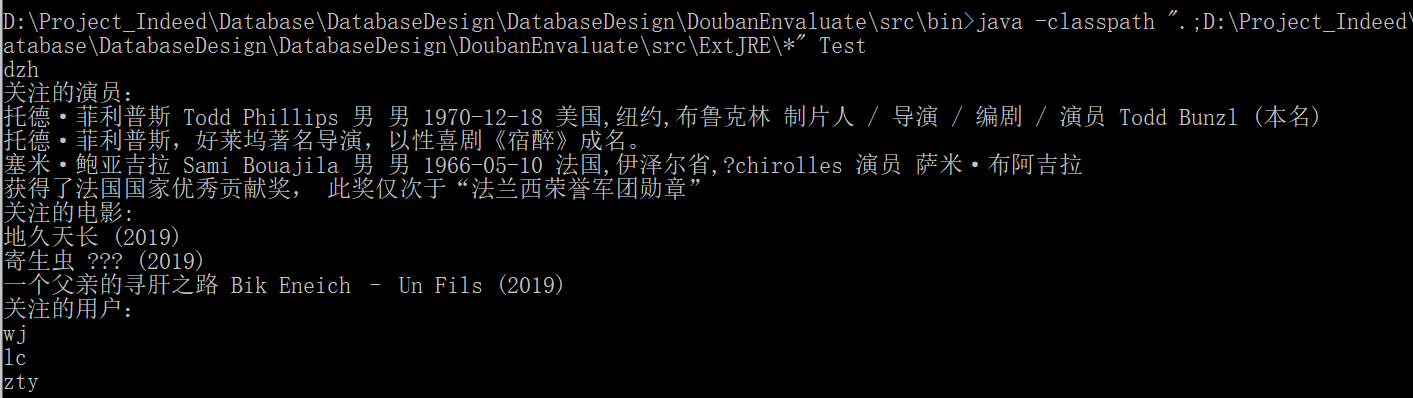 D:\Project_Indeed\Database\DatabaseDesign\DatabaseDesign\DoubanEnvaluate\src\bin>java -classpath ".;D:\Project_Indeed\
atabase\DatabaseDesign\DatabaseDesign\DoubanEnvaluate\src\ExtJRE\*" Test
dzh
关注的演员：
托德·菲利普斯 Todd Phillips 男 男 1970-12-18 美国,纽约,布鲁克林 制片人 / 导演 / 编剧 / 演员 Todd Bunzl (本名)
托德·菲利普斯，好莱坞著名导演，以性喜剧《宿醉》成名。
塞米·鲍亚吉拉 Sami Bouajila 男 男 1966-05-10 法国,伊泽尔省,?chirolles 演员 萨米·布阿吉拉
获得了法国国家优秀贡献奖， 此奖仅次于“法兰西荣誉军团勋章”
关注的电影:
地久天长 (2019)
寄生虫 ??? (2019)
一个父亲的寻肝之路 Bik Eneich – Un Fils (2019)
关注的用户：
wj
lc
zty